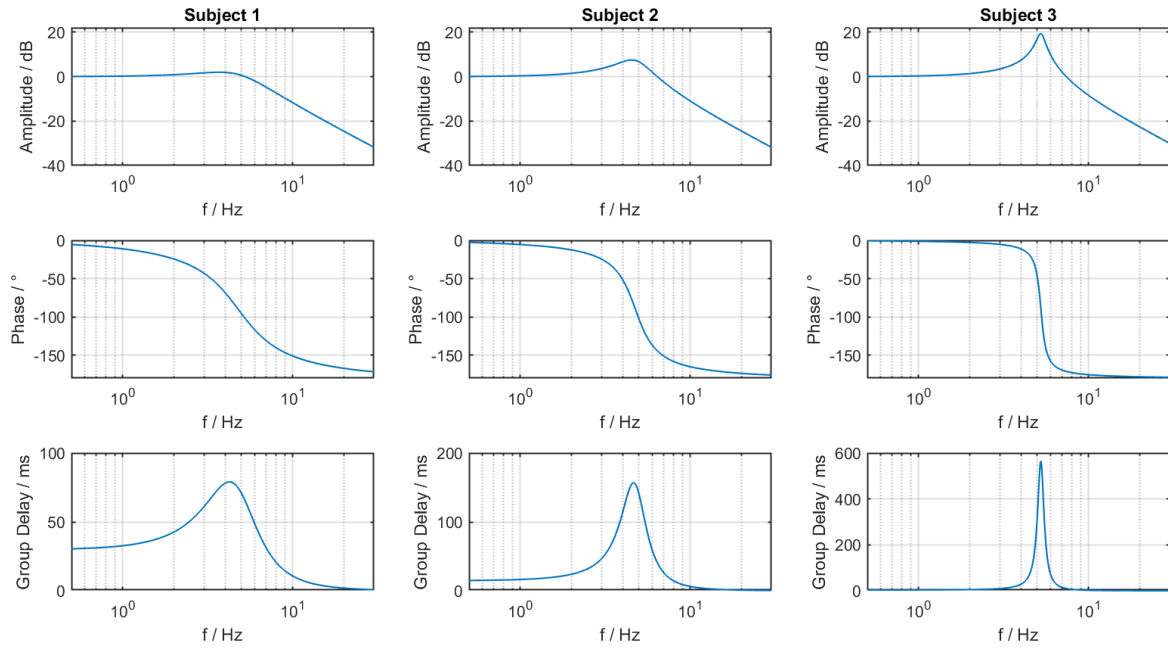 Subject 1
Subject 2
Subject 3
Amplitude / dB
20
0
-20
-40
10^0
10^1
f / Hz
Amplitude / dB
20
0
-20
-40
10^0
10^1
f / Hz
Amplitude / dB
20
0
-20
-40
10^0
10^1
f / Hz
Phase / °
0
-50
-100
-150
10^0
10^1
f / Hz
Phase / °
0
-50
-100
-150
10^0
10^1
f / Hz
Phase / °
0
-50
-100
-150
10^0
10^1
f / Hz
Group Delay / ms
100
50
0
10^0
10^1
f / Hz
Group Delay / ms
200
100
0
10^0
10^1
f / Hz
Group Delay / ms
600
400
200
0
10^0
10^1
f / Hz